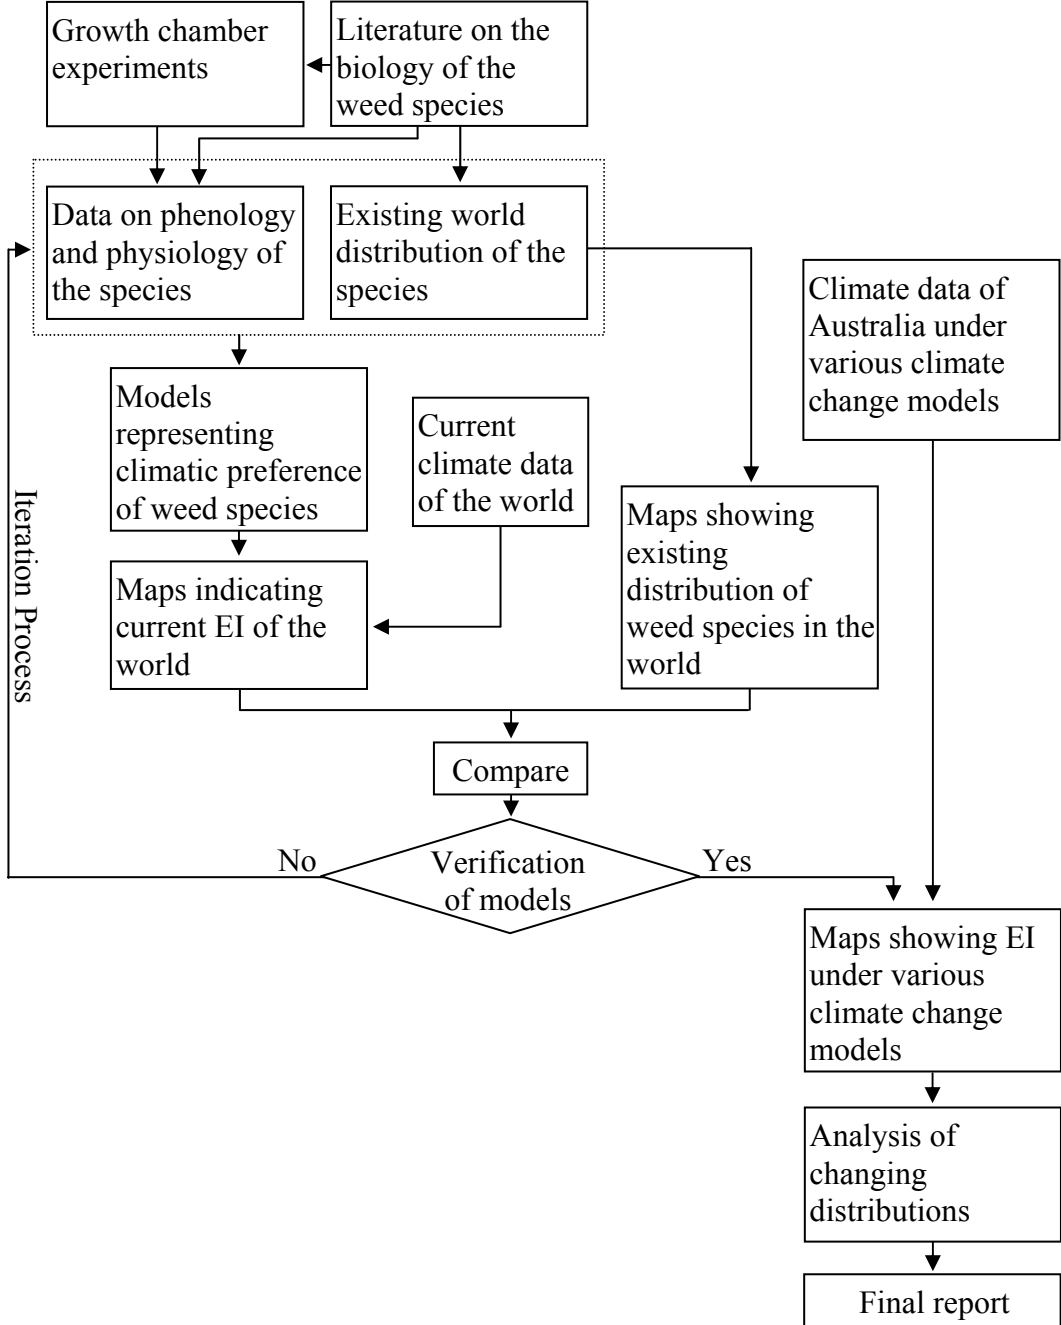 Growth chamber
experiments
Literature on the
biology of the
weed species
Data on phenology
and physiology of
the species
Existing world
distribution of the
species
Climate data of
Australia under
various climate
change models
Models
representing
climatic preference
of weed species
Current
climate data
of the world
Maps showing
existing
distribution of
weed species in the
world
Iteration Process
Maps indicating
current EI of the
world
Compare
No
Verification
of models
Yes
Maps showing EI
under various
climate change
models
Analysis of
changing
distributions
Final report